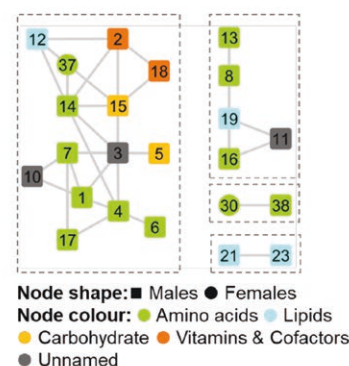 12 2 13
37 18 8
14 15
19
7 3 5 16 11
10
1 4 6
17
30 38
21 23
Node shape: Males Females
Node colour: Amino acids Lipids
Carbohydrate Vitamins & Cofactors
Unnamed